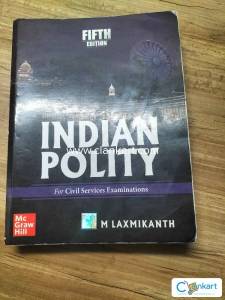 FIFTH
EDITION
www.clankart.com
INDIAN
POLITY
For Civil Services Examinations
Mc
Graw
Hill
M LAXMIKANTH
Clankart